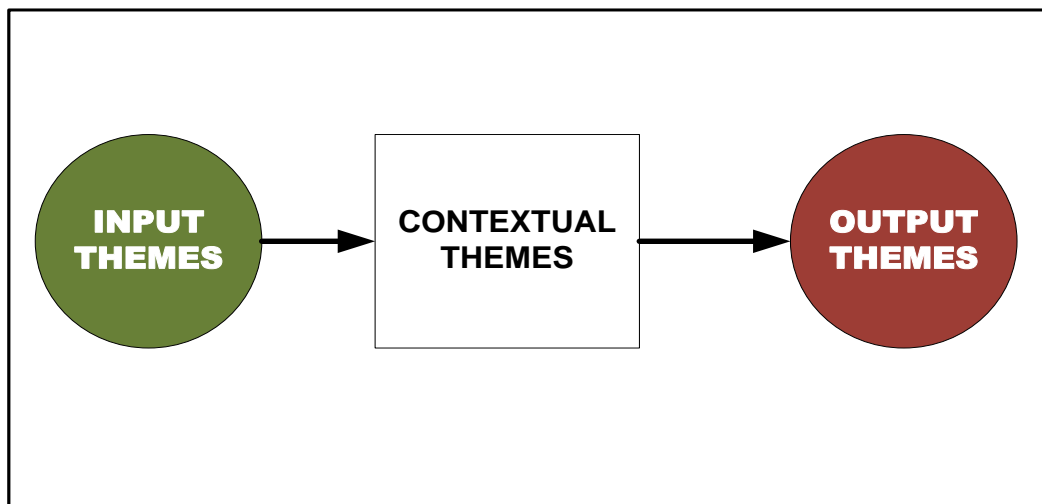 INPUT
THEMES
CONTEXTUAL
THEMES
OUTPUT
THEMES